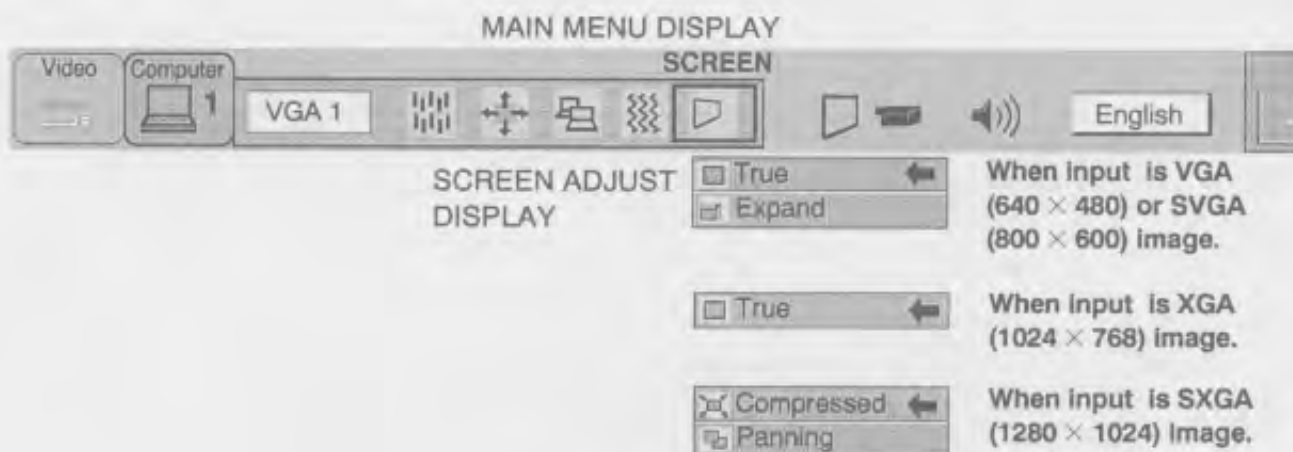 MAIN MENU DISPLAY
SCREEN
Video Computer
1 VGA 1 English
SCREEN ADJUST
DISPLAY
True
Expand
When input is VGA
(640 × 480) or SVGA
(800 × 600) image.
True
When input is XGA
(1024 × 768) image.
Compressed
Panning
When input is SXGA
(1280 × 1024) image.